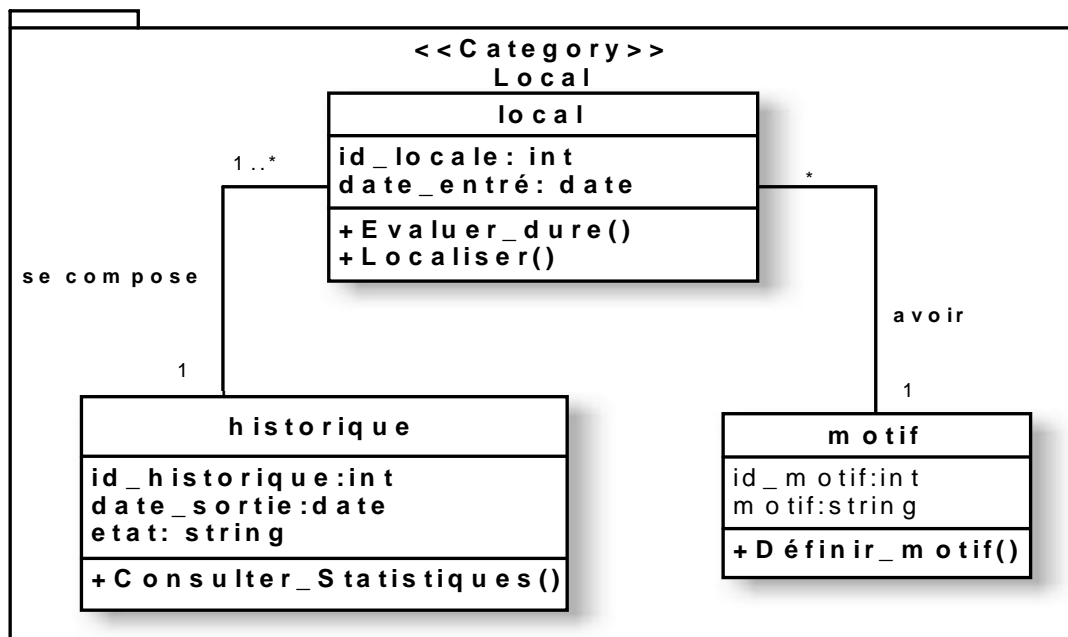 <<Category>>
Local
local
id_locale: int
date_entré: date
+Evaluer_dure()
+Localiser()
1..*
*
se compose
avoir
1
1
historique
id_historique:int
date_sortie:date
etat: string
+Consulter_Statistiques()
motif
id_motif:int
motif:string
+Définir_motif()